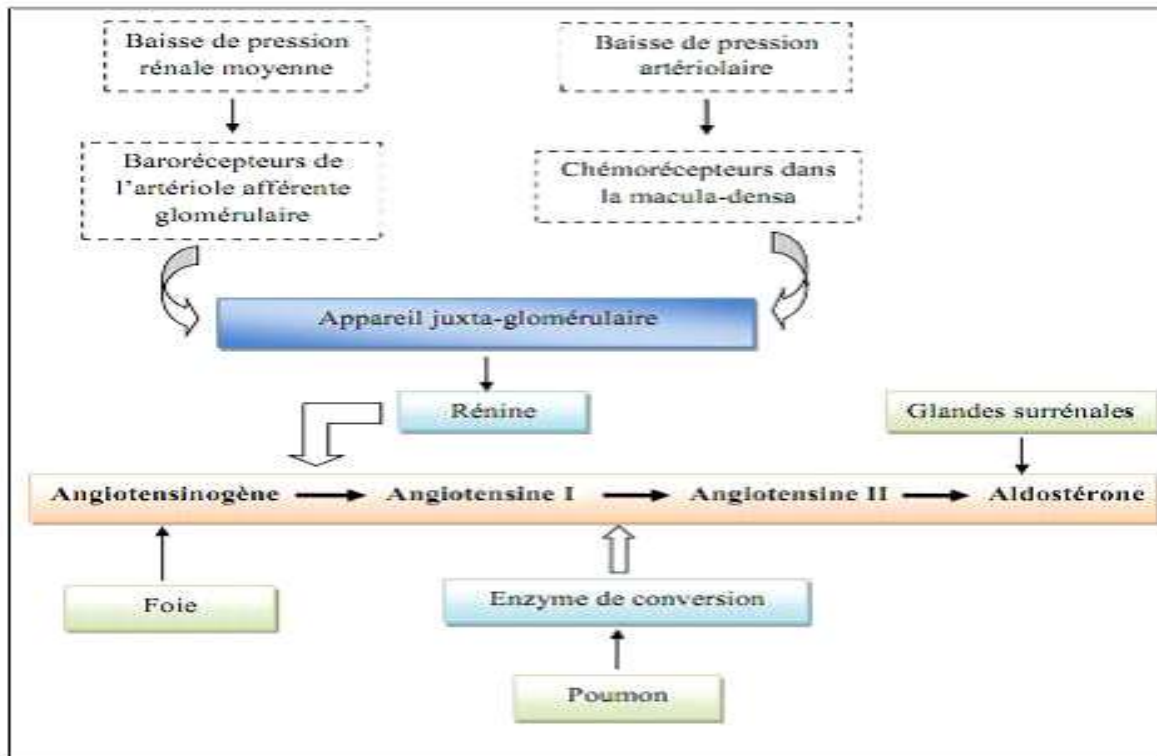 Baisse de pression
rénale moyenne
Baisse de pression
artériolaire
Barorécepteurs de
l'artériole afférente
glomérulaire
Chémorécepteurs dans
la macula-densa
Appareil juxta-glomérulaire
Rénine
Glandes surrénales
Angiotensinogène Angiotensine I Angiotensine II Aldostérone
Foie
Enzyme de conversion
Poumon